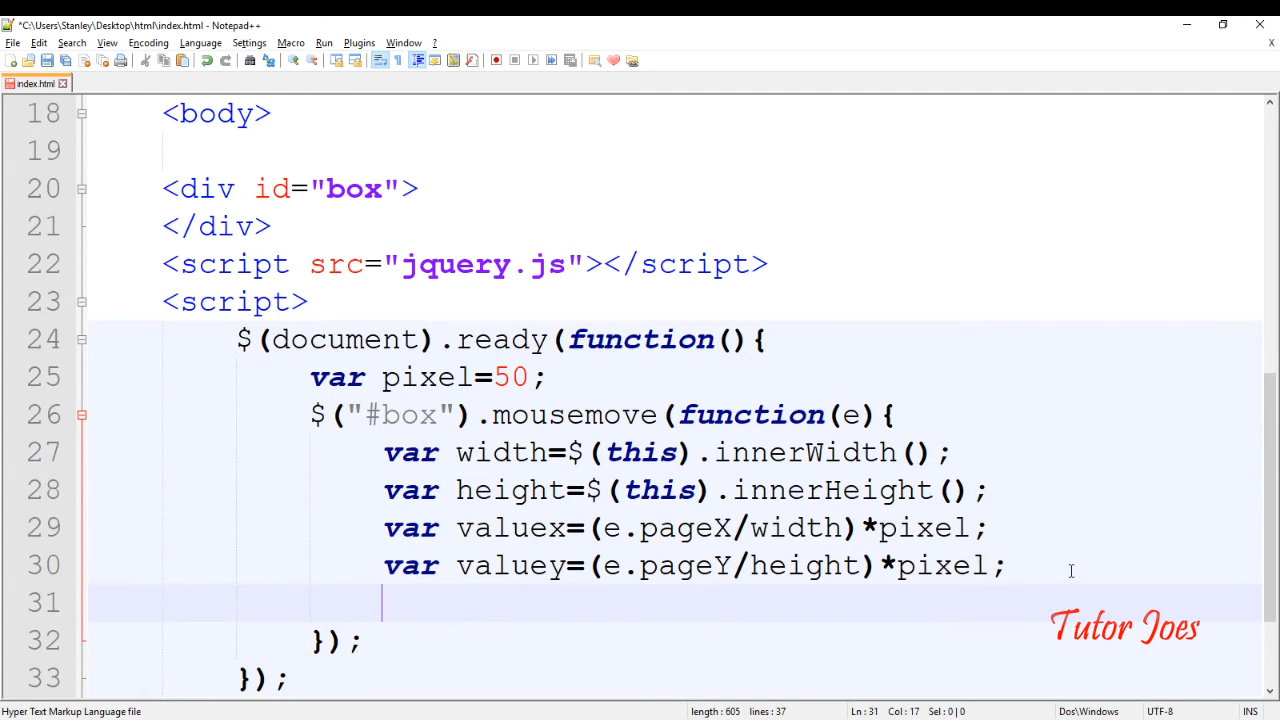 *C:\Users\Stanley\Desktop\html\index.html - Notepad++
File Edit Search View Encoding Language Settings Macro Run Plugins Window ? X
index.html
18 <body>
19
20 <div id="box">
21 </div>
22 <script src="jquery.js"></script>
23 <script>
24 $(document).ready(function(){
25 var pixel=50;
26 $("#box").mousemove(function(e){
27 var width=$(this).innerWidth();
28 var height=$(this).innerHeight();
29 var valuex=(e.pageX/width)*pixel;
30 var valuey=(e.pageY/height)*pixel;
31
32 });
33 });
Tutor Joes
Hyper Text Markup Language file length : 605 lines : 37 Ln : 31 Col : 17 Sel : 0 | 0 Dos\Windows UTF-8 INS